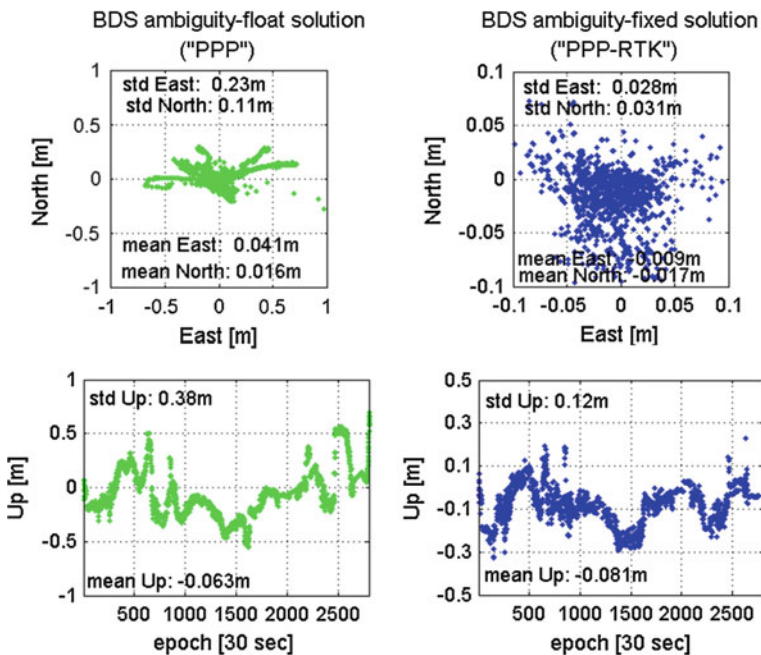 BDS ambiguity-float solution
("PPP")
1
std East: 0.23m
std North: 0.11m
0.5
North [m]
0
-0.5
mean East: 0.041m
mean North: 0.016m
-1
-1 -0.5 0 0.5 1
East [m]
BDS ambiguity-fixed solution
("PPP-RTK")
0.1
std East: 0.028m
std North: 0.031m
0.05
North [m]
0
-0.05
mean East: -0.009m
mean North: -0.017m
-0.1
-0.1 -0.05 0 0.05 0.1
East [m]
1
std Up: 0.38m
0.5
Up [m]
0
-0.5
mean Up: -0.063m
-1
500 1000 1500 2000 2500
epoch [30 sec]
0.5
std Up: 0.12m
0.3
0.1
Up [m]
-0.1
-0.3
mean Up: -0.081m
-0.5
500 1000 1500 2000 2500
epoch [30 sec]